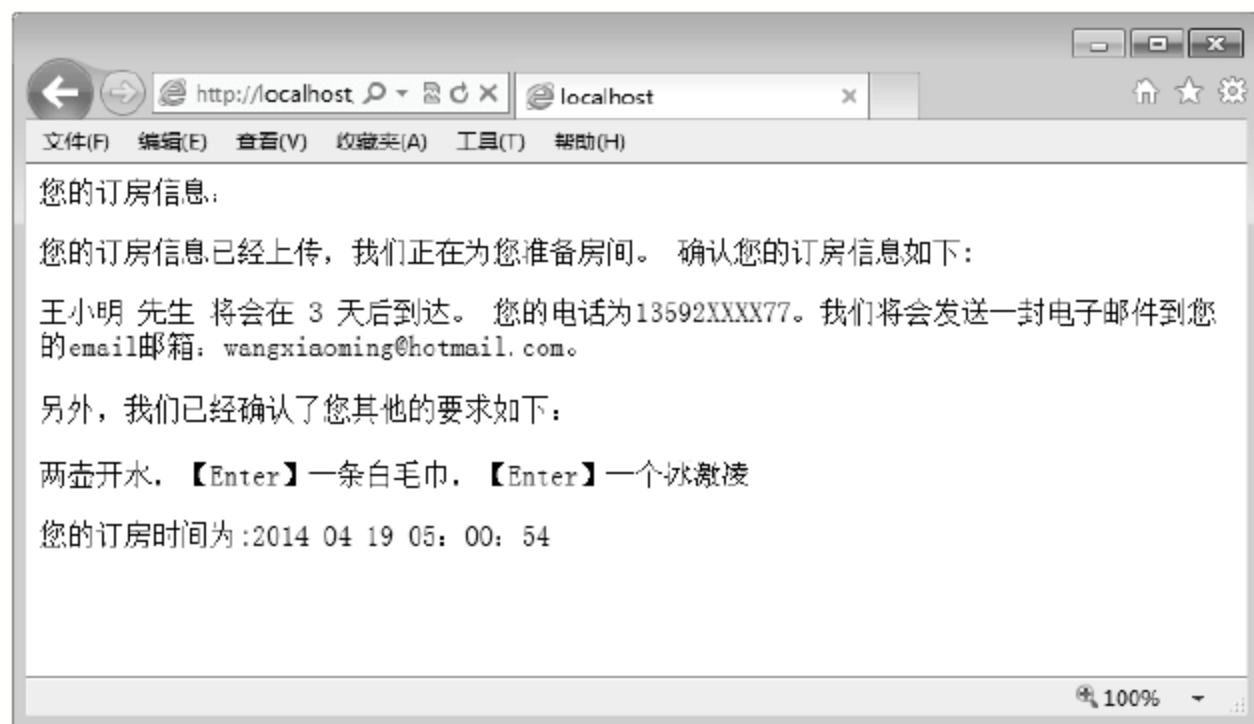 http://localhost
localhost
文件(F) 编辑(E) 查看(V) 收藏夹(A) 工具(T) 帮助(H)
您的订房信息：
您的订房信息已经上传，我们正在为您准备房间。 确认您的订房信息如下：
王小明 先生 将会在 3 天后到达。 您的电话为13592XXXX77。我们将会发送一封电子邮件到您
的email邮箱：wangxiaoming@hotmail.com。
另外，我们已经确认了您其他的要求如下：
两壶开水，【Enter】一条白毛巾，【Enter】一个冰激凌
您的订房时间为:2014 04 19 05：00：54
100%